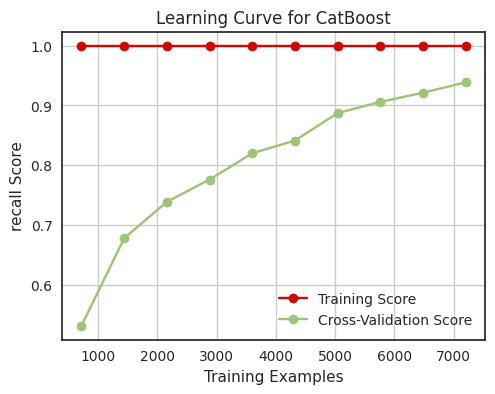 Learning Curve for CatBoost
1.0
0.9
0.8
0.7
0.6
recall Score
Training Score
Cross-Validation Score
1000 2000 3000 4000 5000 6000 7000
Training Examples